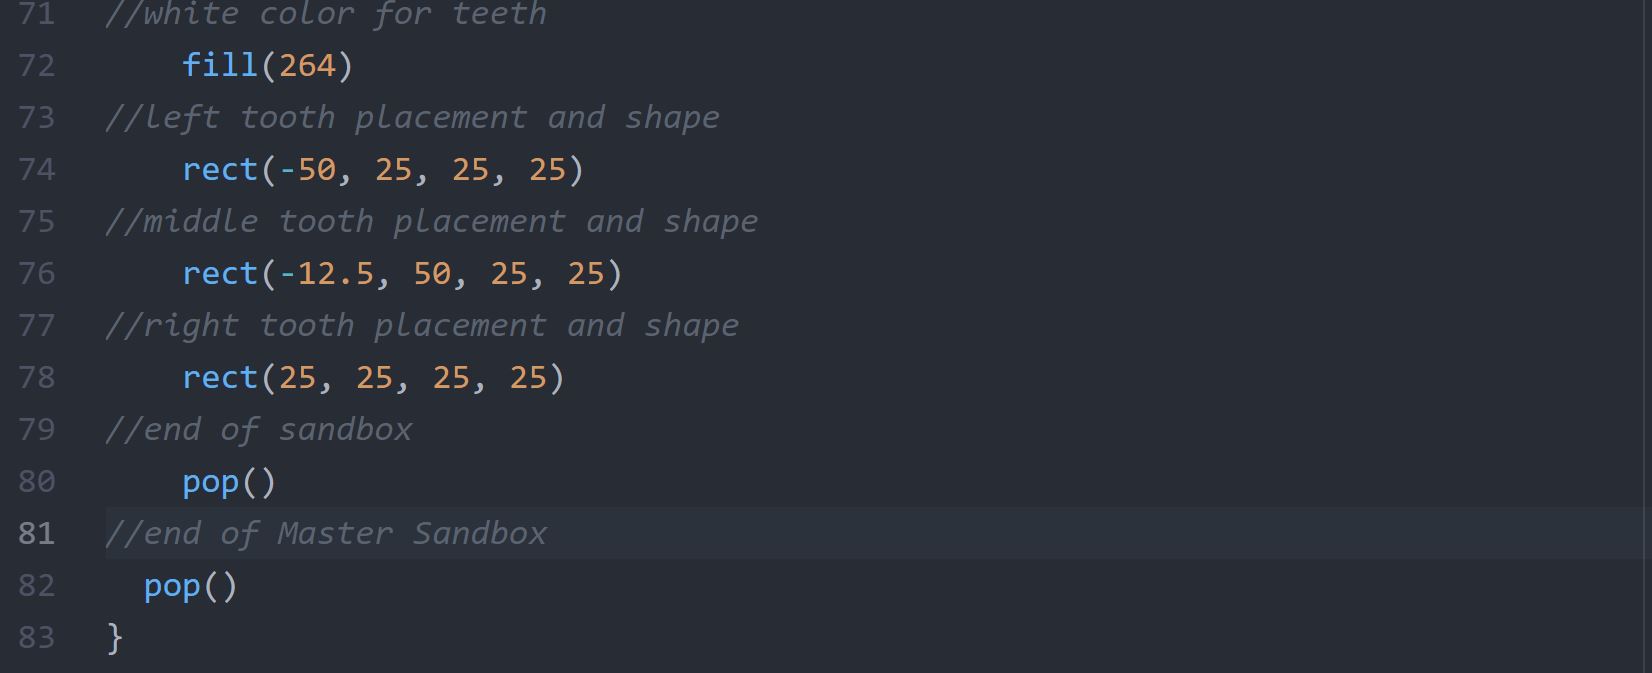 71 //white color for teeth
72 fill(264)
73 //left tooth placement and shape
74 rect(-50, 25, 25, 25)
75 //middle tooth placement and shape
76 rect(-12.5, 50, 25, 25)
77 //right tooth placement and shape
78 rect(25, 25, 25, 25)
79 //end of sandbox
80 pop()
81 //end of Master Sandbox
82 pop()
83 }